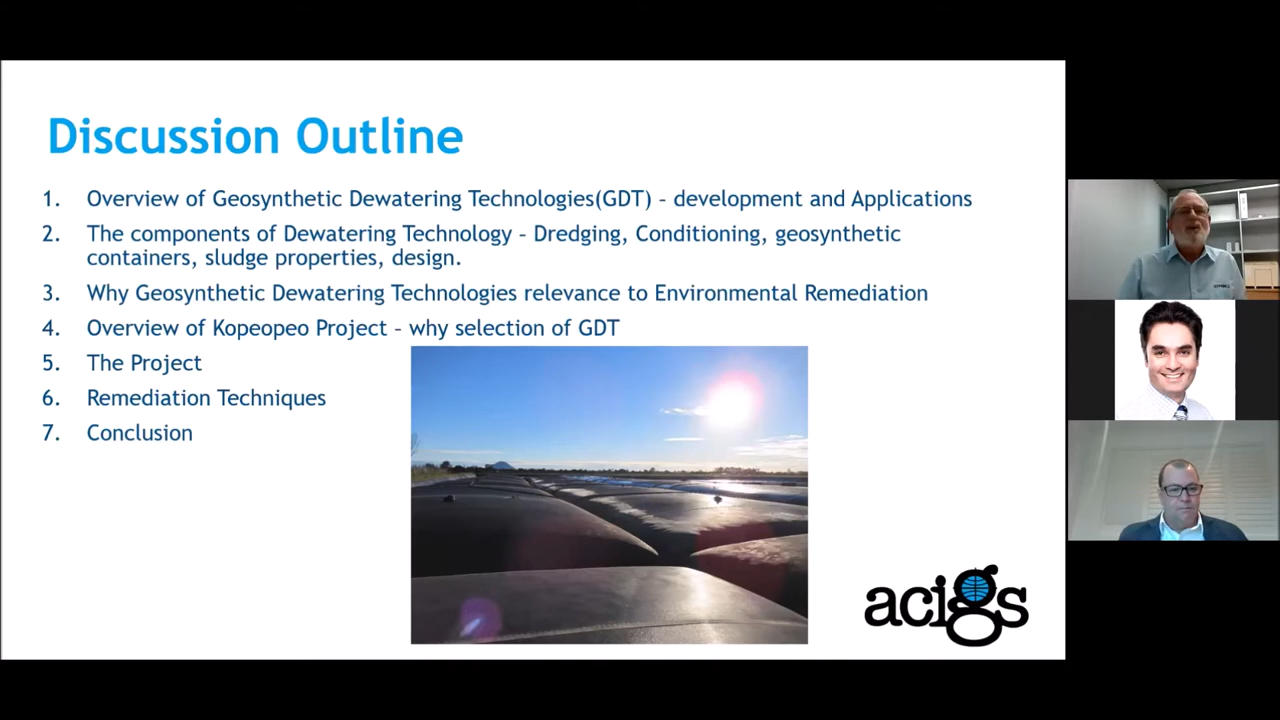 Discussion Outline
1. Overview of Geosynthetic Dewatering Technologies(GDT) – development and Applications
2. The components of Dewatering Technology – Dredging, Conditioning, geosynthetic
containers, sludge properties, design.
3. Why Geosynthetic Dewatering Technologies relevance to Environmental Remediation
4. Overview of Kopeopeo Project – why selection of GDT
5. The Project
6. Remediation Techniques
7. Conclusion
acigs